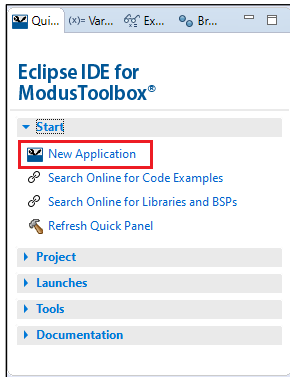 Qui... (x)= Var... Ex... Br...
Eclipse IDE for
ModusToolbox®
Start
New Application
Search Online for Code Examples
Search Online for Libraries and BSPs
Refresh Quick Panel
Project
Launches
Tools
Documentation